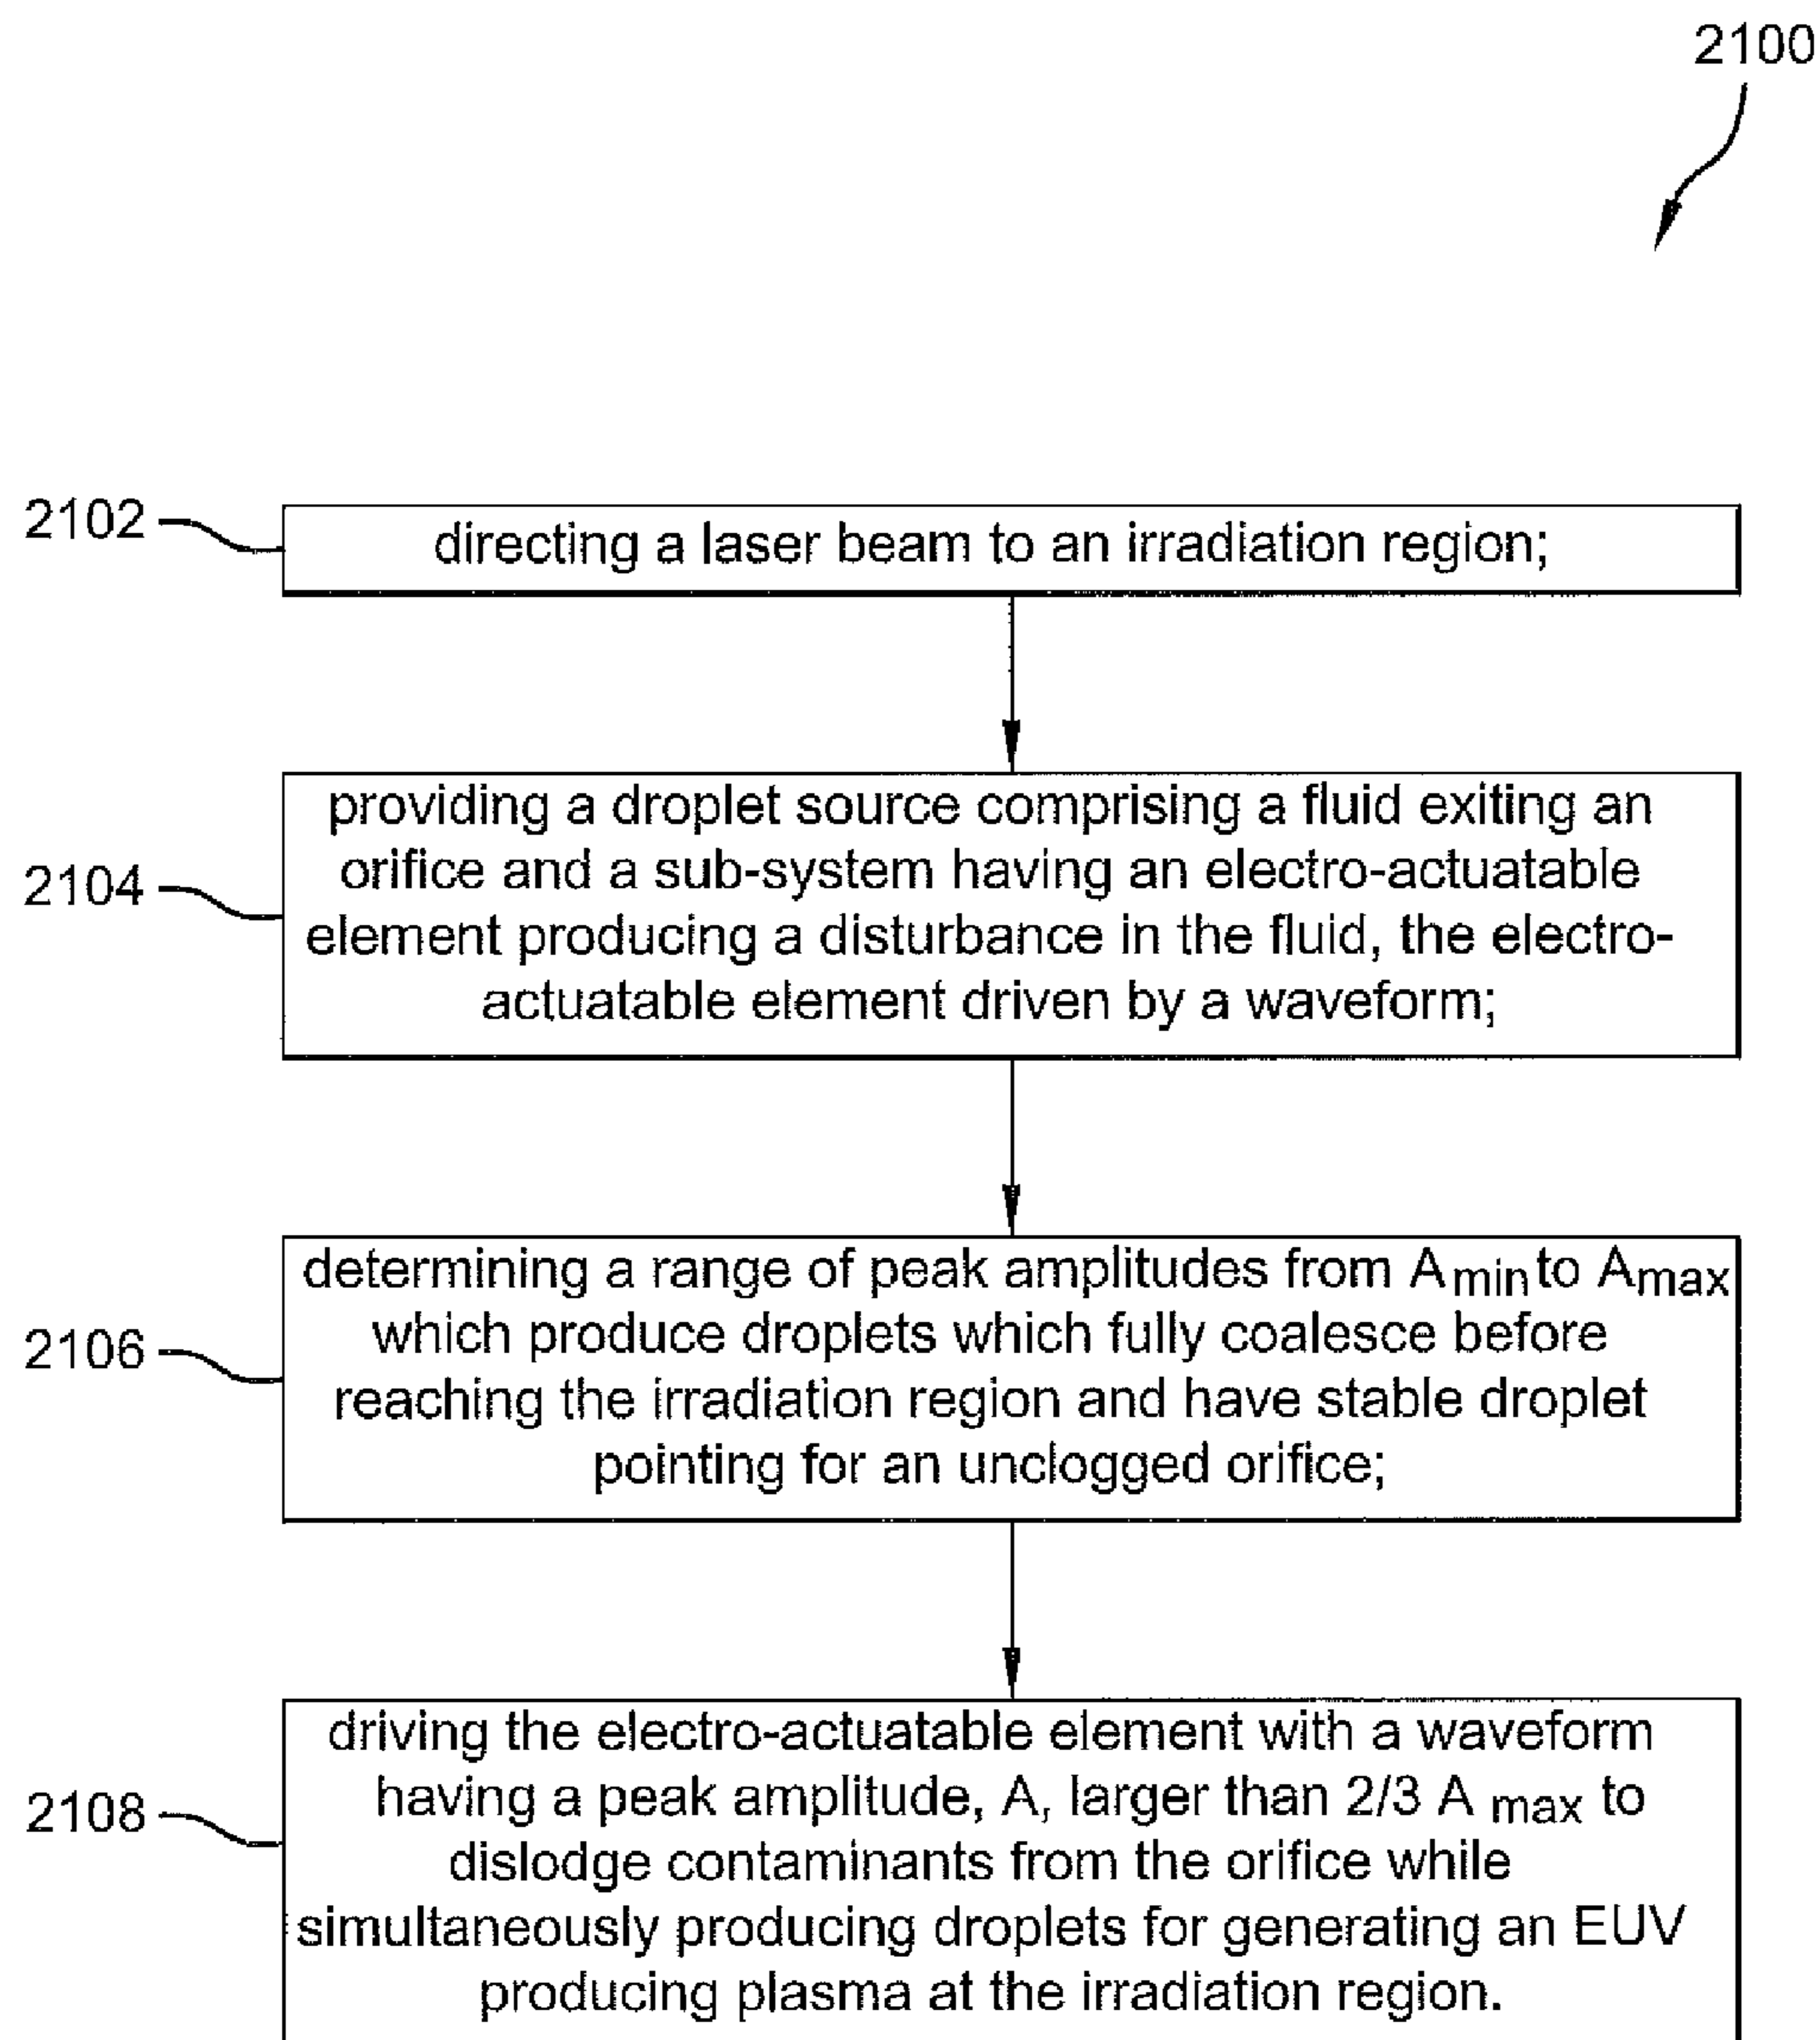 2100
2102
directing a laser beam to an irradiation region;
2104
providing a droplet source comprising a fluid exiting an
orifice and a sub-system having an electro-actuatable
element producing a disturbance in the fluid, the electro-
actuatable element driven by a waveform;
2106
determining a range of peak amplitudes from Amin to Amax
which produce droplets which fully coalesce before
reaching the irradiation region and have stable droplet
pointing for an unclogged orifice;
2108
driving the electro-actuatable element with a waveform
having a peak amplitude, A, larger than 2/3 A max to
dislodge contaminants from the orifice while
simultaneously producing droplets for generating an EUV
producing plasma at the irradiation region.